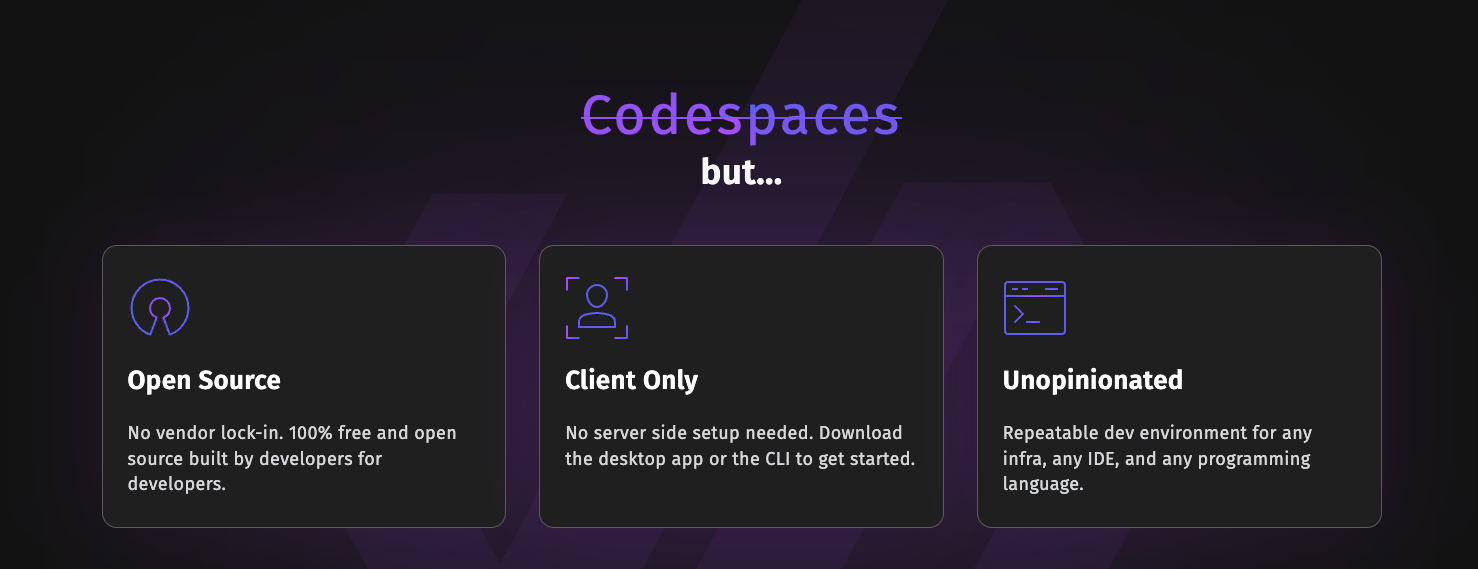 Codespaces
but...
Open Source
No vendor lock-in. 100% free and open
source built by developers for
developers.
Client Only
No server side setup needed. Download
the desktop app or the CLI to get started.
Unopinionated
Repeatable dev environment for any
infra, any IDE, and any programming
language.